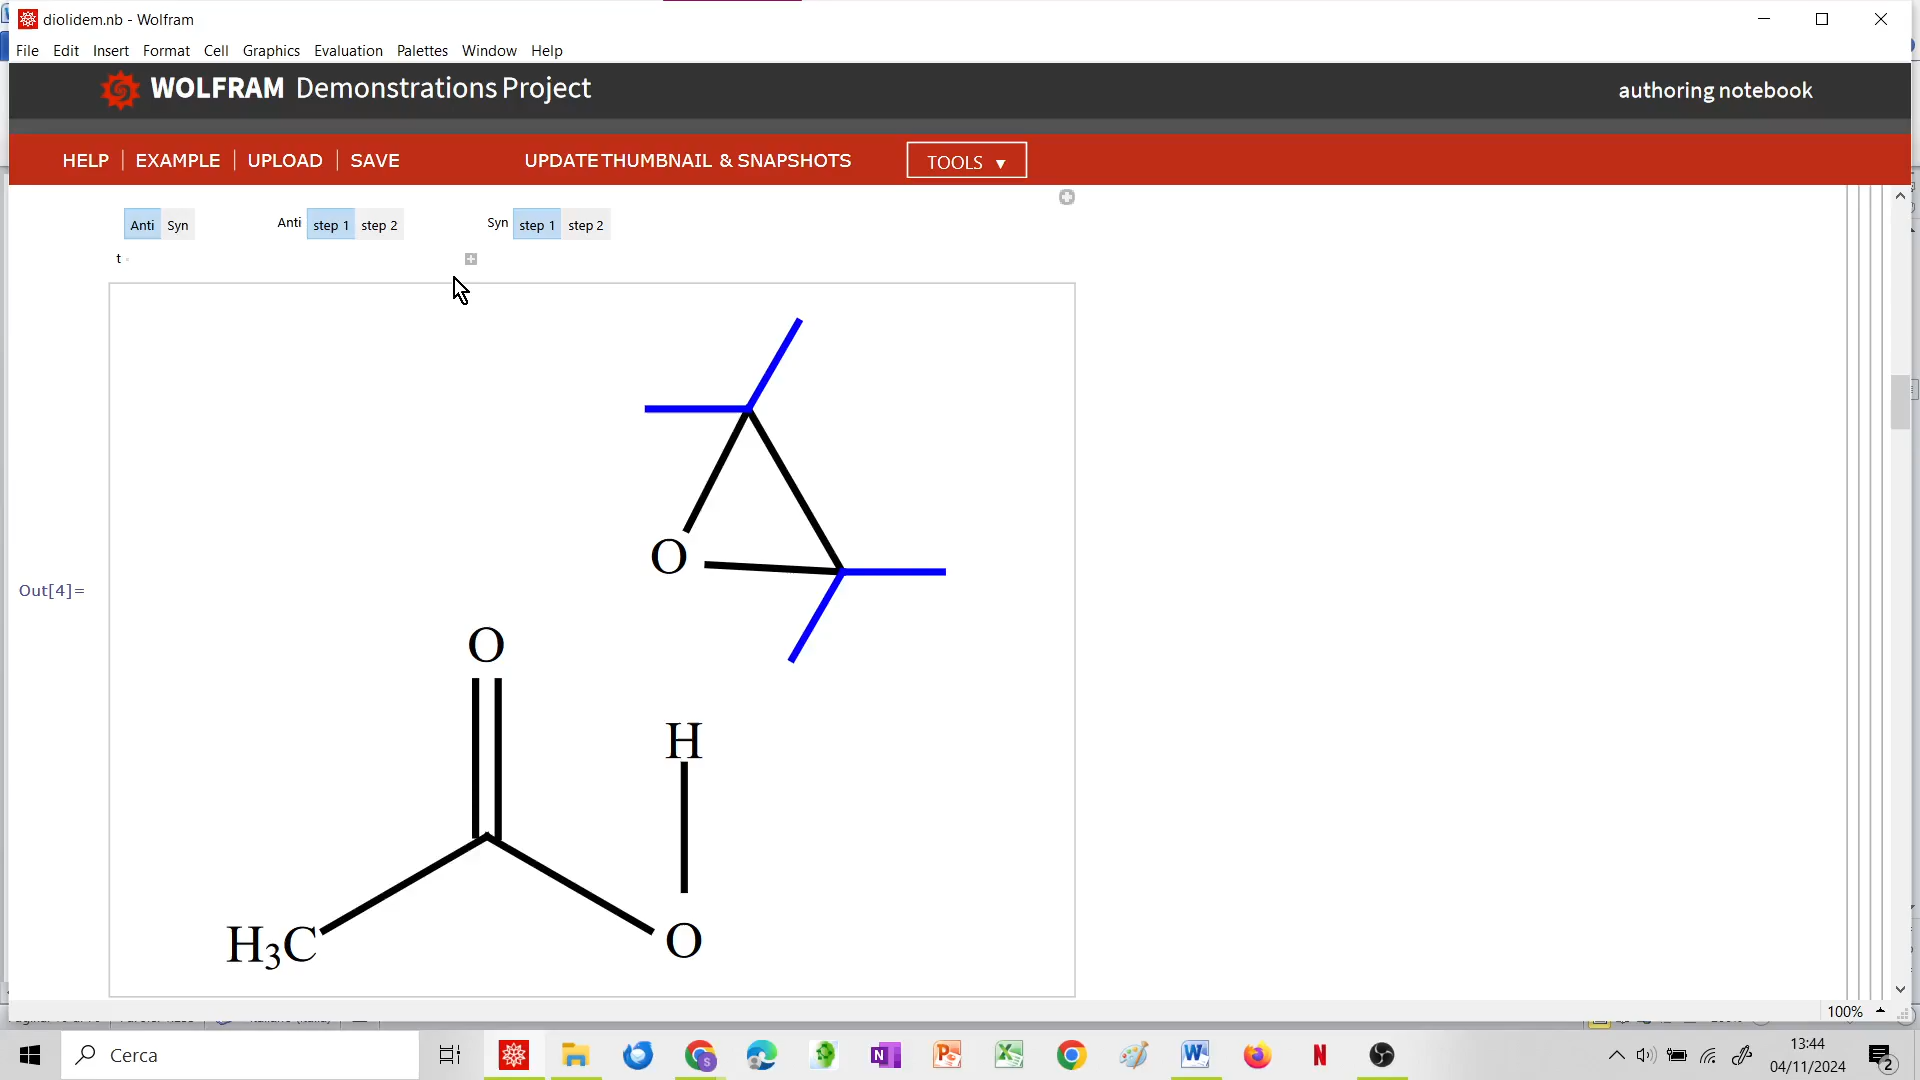 diolidem.nb - Wolfram
File Edit Insert Format Cell Graphics Evaluation Palettes Window Help
WOLFRAM Demonstrations Project
authoring notebook
HELP | EXAMPLE | UPLOAD | SAVE
UPDATE THUMBNAIL & SNAPSHOTS
TOOLS ▼
Anti Syn
Anti step 1 step 2
Syn step 1 step 2
t
O
Out[4]=
O
H
H₃C
O
100%
Cerca
13:44
04/11/2024
2